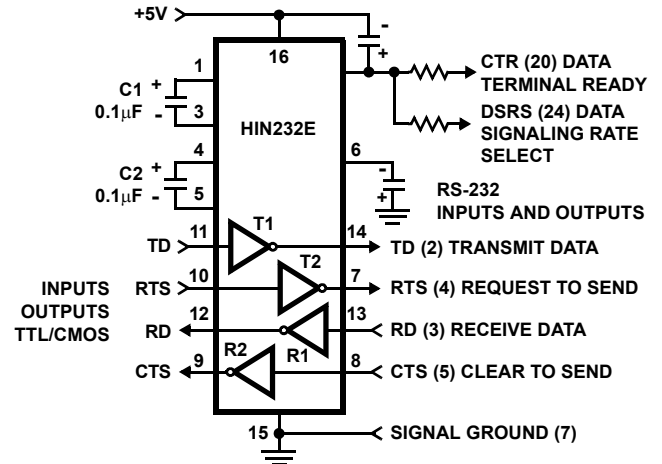 +5V
-
+
16
1
C1
+
0.1μF
-
3
HIN232E
CTR (20) DATA
TERMINAL READY
DSRS (24) DATA
SIGNALING RATE
SELECT
4
C2
+
0.1μF
-
5
6
-
+
RS-232
INPUTS AND OUTPUTS
TD
11
T1
14
TD (2) TRANSMIT DATA
INPUTS
OUTPUTS
TTL/CMOS
RTS
10
T2
7
RTS (4) REQUEST TO SEND
RD
12
R1
13
RD (3) RECEIVE DATA
CTS
9
R2
8
CTS (5) CLEAR TO SEND
15
SIGNAL GROUND (7)